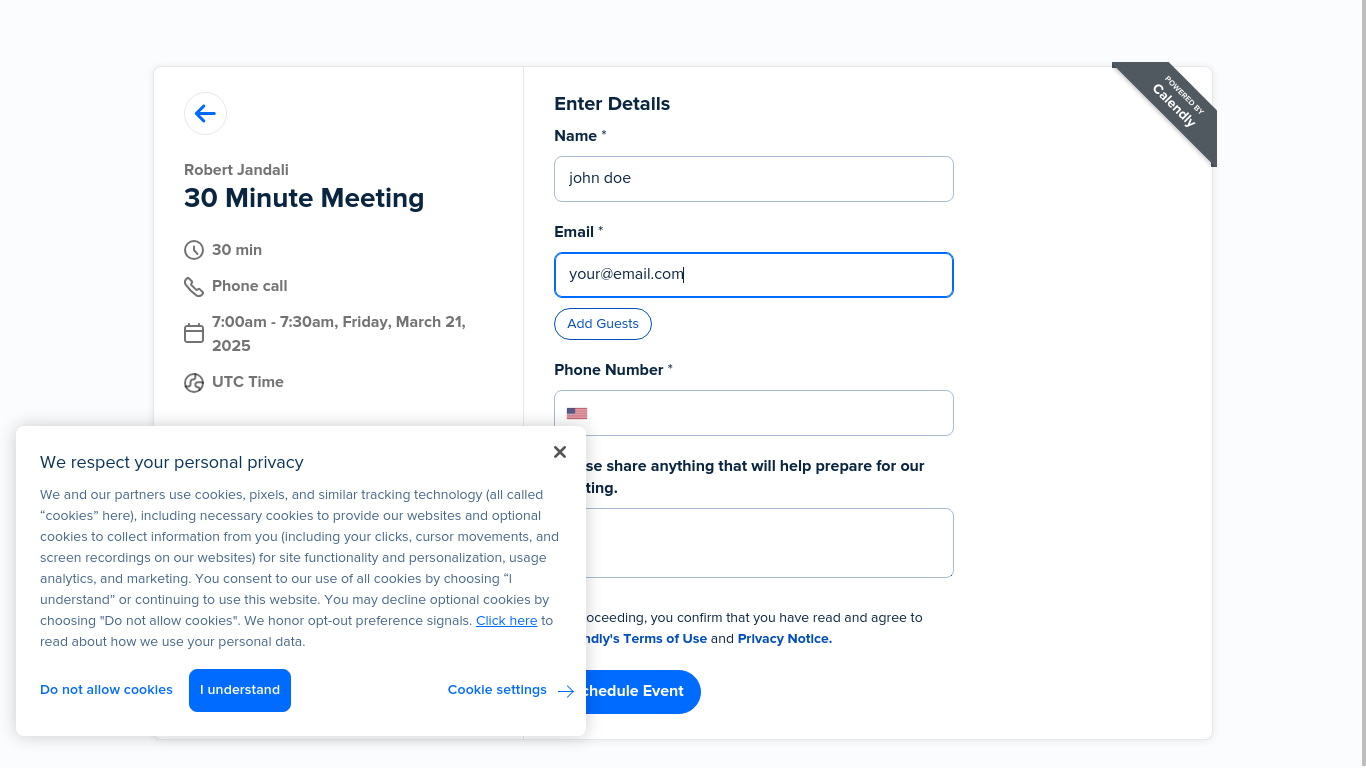 POWERED BY
Calendly
Robert Jandali
30 Minute Meeting
30 min
Phone call
7:00am - 7:30am, Friday, March 21,
2025
UTC Time
Enter Details
Name *
john doe
Email *
your@email.com
Add Guests
Phone Number *
se share anything that will help prepare for our
ting.
oceeding, you confirm that you have read and agree to
ndly's Terms of Use and Privacy Notice.
chedule Event
We respect your personal privacy
We and our partners use cookies, pixels, and similar tracking technology (all called
“cookies” here), including necessary cookies to provide our websites and optional
cookies to collect information from you (including your clicks, cursor movements, and
screen recordings on our websites) for site functionality and personalization, usage
analytics, and marketing. You consent to our use of all cookies by choosing “I
understand” or continuing to use this website. You may decline optional cookies by
choosing "Do not allow cookies". We honor opt-out preference signals. Click here to
read about how we use your personal data.
Do not allow cookies
I understand
Cookie settings